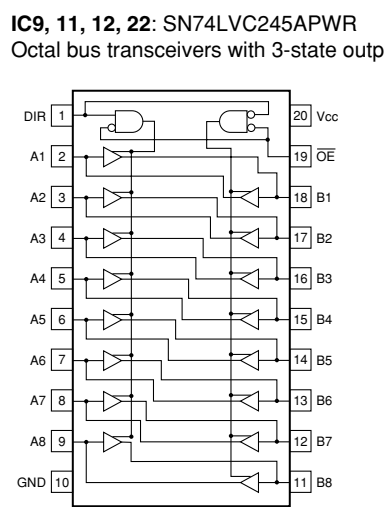 IC9, 11, 12, 22: SN74LVC245APWR
Octal bus transceivers with 3-state outp
DIR 1 20 Vcc
A1 2 19 OE
A2 3 18 B1
A3 4 17 B2
A4 5 16 B3
A5 6 15 B4
A6 7 14 B5
A7 8 13 B6
A8 9 12 B7
GND 10 11 B8